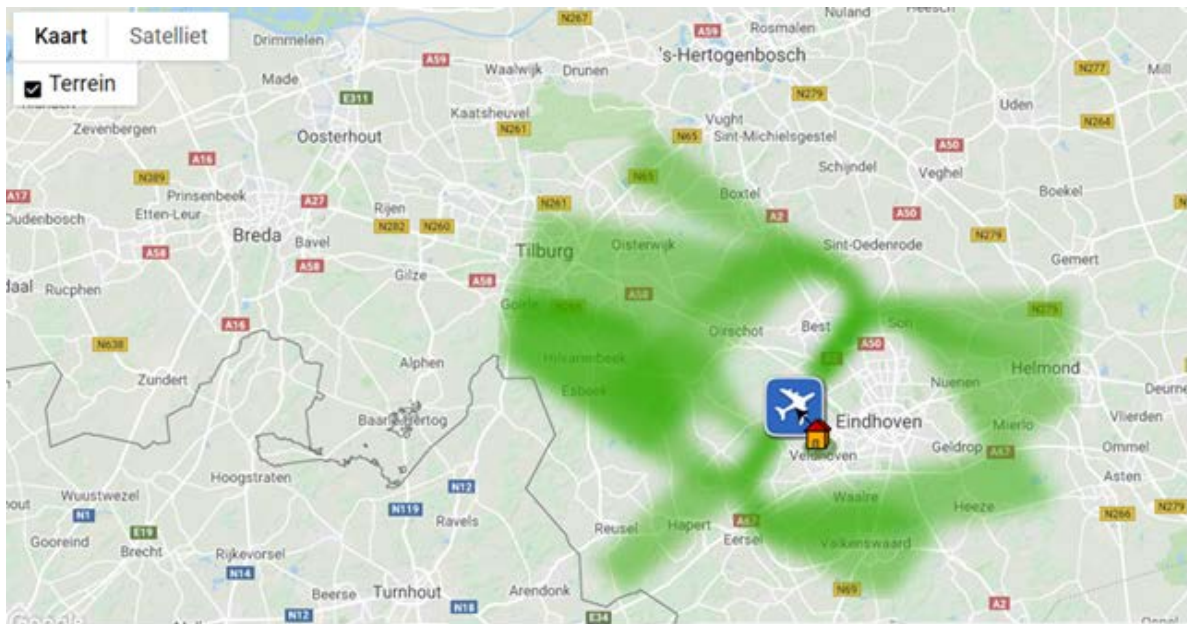 Kaart Satelliet
Terrein
Nuland
Heesch
N267
A59
Rosmalen
Drimmelen
's-Hertogenbosch
A59
Waalwijk
Drunen
N277
Mill
Made
E311
N279
Uden
Kaatsheuvel
Vught
N264
Zevenbergen
Oosterhout
N261
N65
Sint-Michielsgestel
A50
A16
Schijndel
Veghel
N289
N65
A17
Prinsenbeek
A27
Boxtel
Boekel
Oudenbosch
Etten-Leur
Rijen
N261
A2
A50
N282
N260
Breda
Bavel
Tilburg
Oisterwijk
Sint-Oedenrode
N279
A58
Gemert
A58
Gilze
A58
Rucphen
Goirle
A58
N279
A16
Oirschot
Best
Son
N638
A50
Alphen
Hilvarenbeek
Helmond
Zundert
Esbeek
Nuenen
Baarle-Hertog
Eindhoven
Vlierden
Mierlo
Veldhoven
Geldrop
A67
Ommel
Hoogstraten
Asten
Wuustwezel
N12
Waalre
N1
N119
Heeze
N266
N279
Reusel
Hapert
A67
E19
Ravels
Eersel
Gooreind
Brecht
Rijkevorsel
Valkenswaard
N14
Arendonk
N69
Beerse
Turnhout
A2
N12
N18
E34
Google